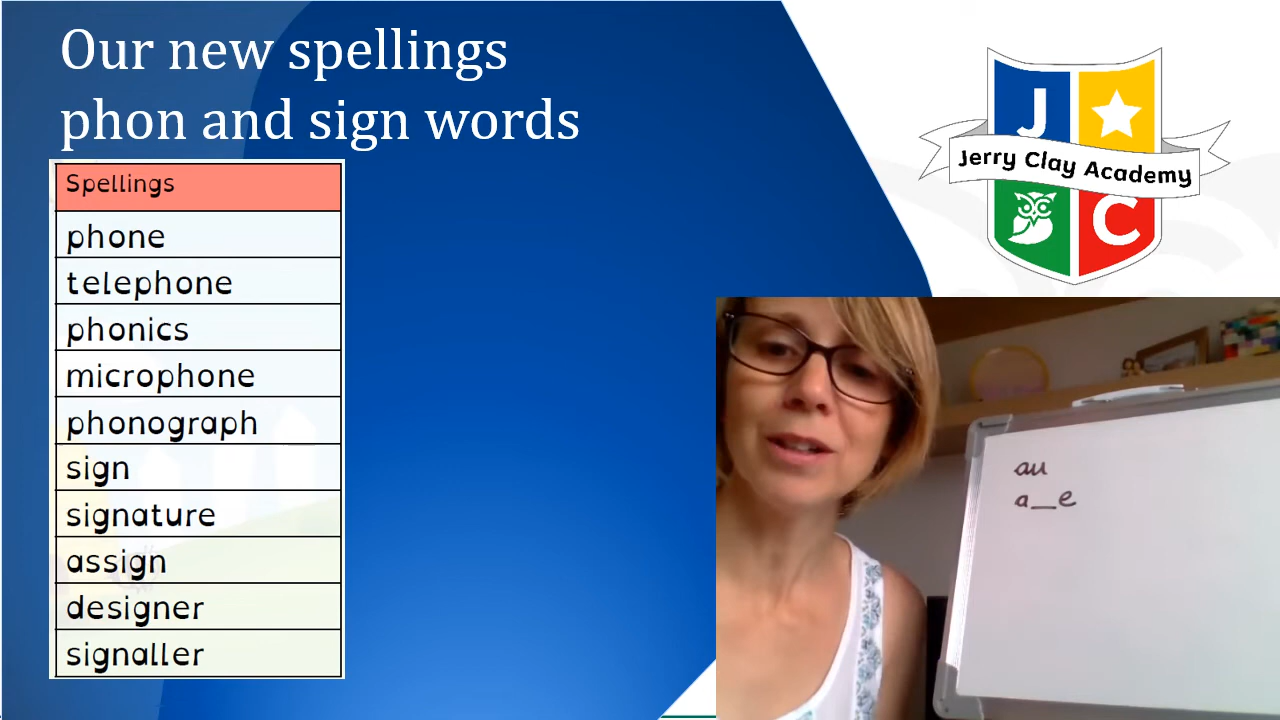 Our new spellings
phon and sign words
Spellings
phone
telephone
phonics
microphone
phonograph
sign
signature
assign
designer
signaller
J
Jerry Clay Academy
C
au
a_e